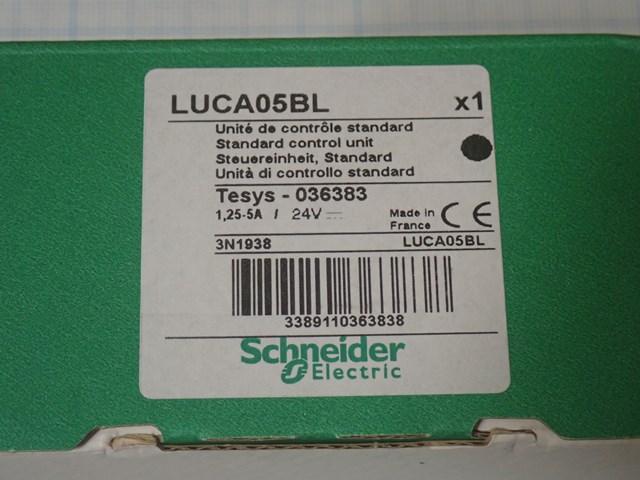 LUCA05BL x1
Unité de contrôle standard
Standard control unit
Steuereinheit, Standard
Unità di controllo standard
Tesys - 036383
1,25-5A / 24V ⎓
Made in
France
CE
3N1938 LUCA05BL
3389110363838
Schneider
Electric